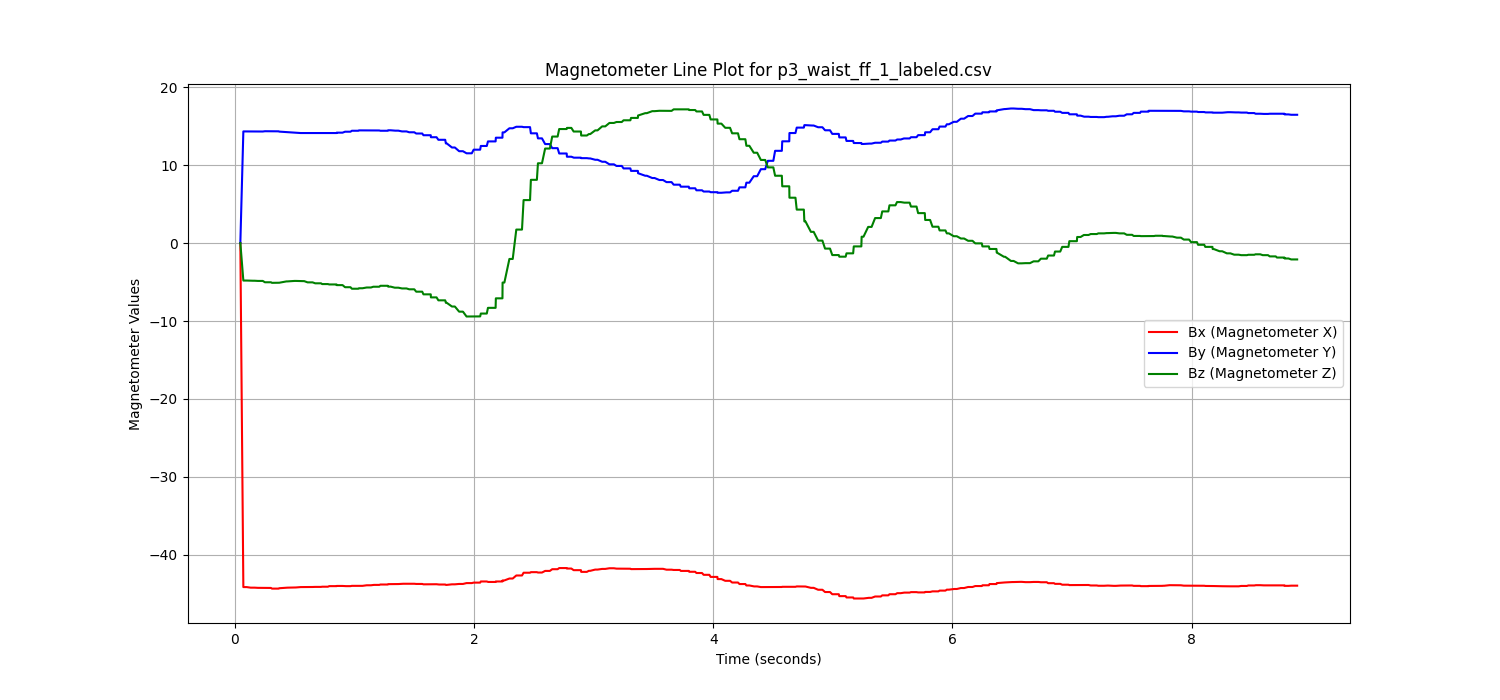 Magnetometer Line Plot for p3_waist_ff_1_labeled.csv
20
10
0
−10
−20
−30
−40
Magnetometer Values
Bx (Magnetometer X)
By (Magnetometer Y)
Bz (Magnetometer Z)
0 2 4 6 8
Time (seconds)